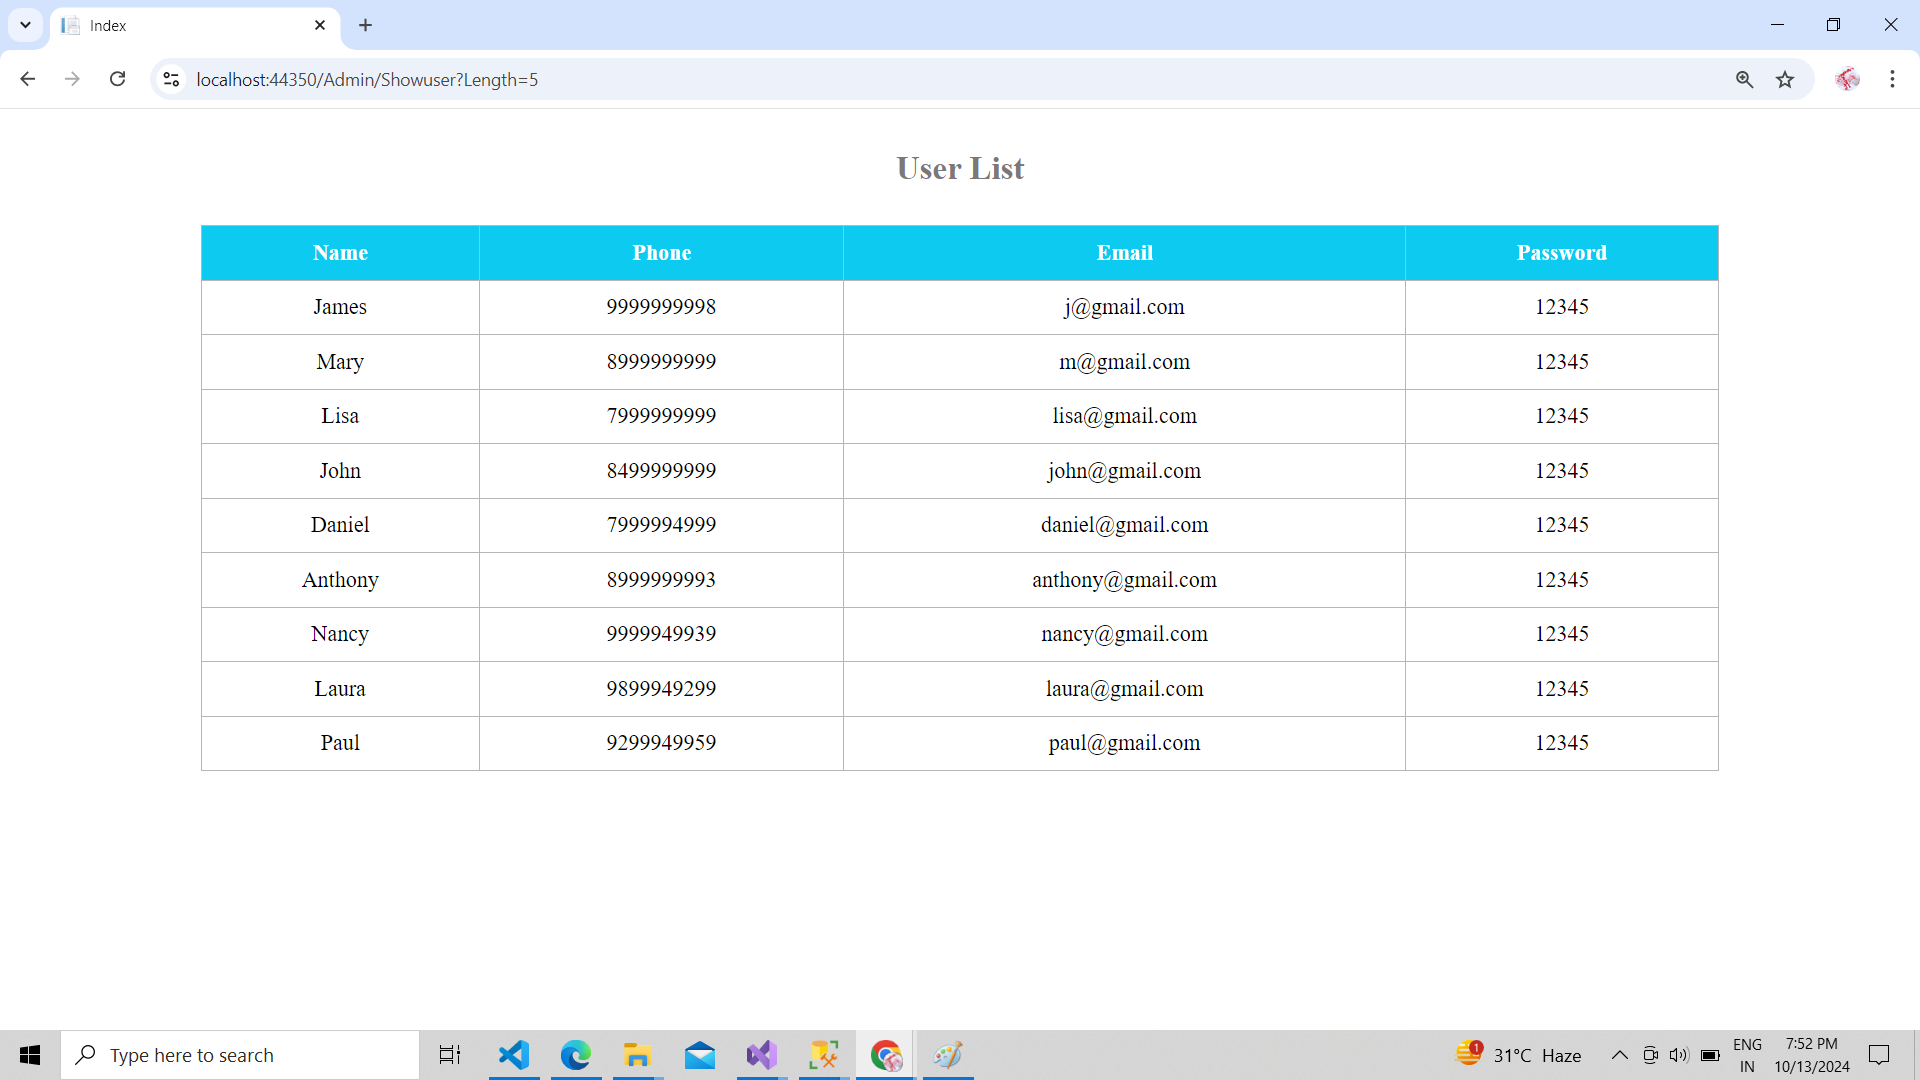 Index
localhost:44350/Admin/Showuser?Length=5
User List
Name Phone Email Password
James 9999999998 j@gmail.com 12345
Mary 8999999999 m@gmail.com 12345
Lisa 7999999999 lisa@gmail.com 12345
John 8499999999 john@gmail.com 12345
Daniel 7999994999 daniel@gmail.com 12345
Anthony 8999999993 anthony@gmail.com 12345
Nancy 9999949939 nancy@gmail.com 12345
Laura 9899949299 laura@gmail.com 12345
Paul 9299949959 paul@gmail.com 12345
Type here to search
1
31°C Haze
ENG
IN
7:52 PM
10/13/2024